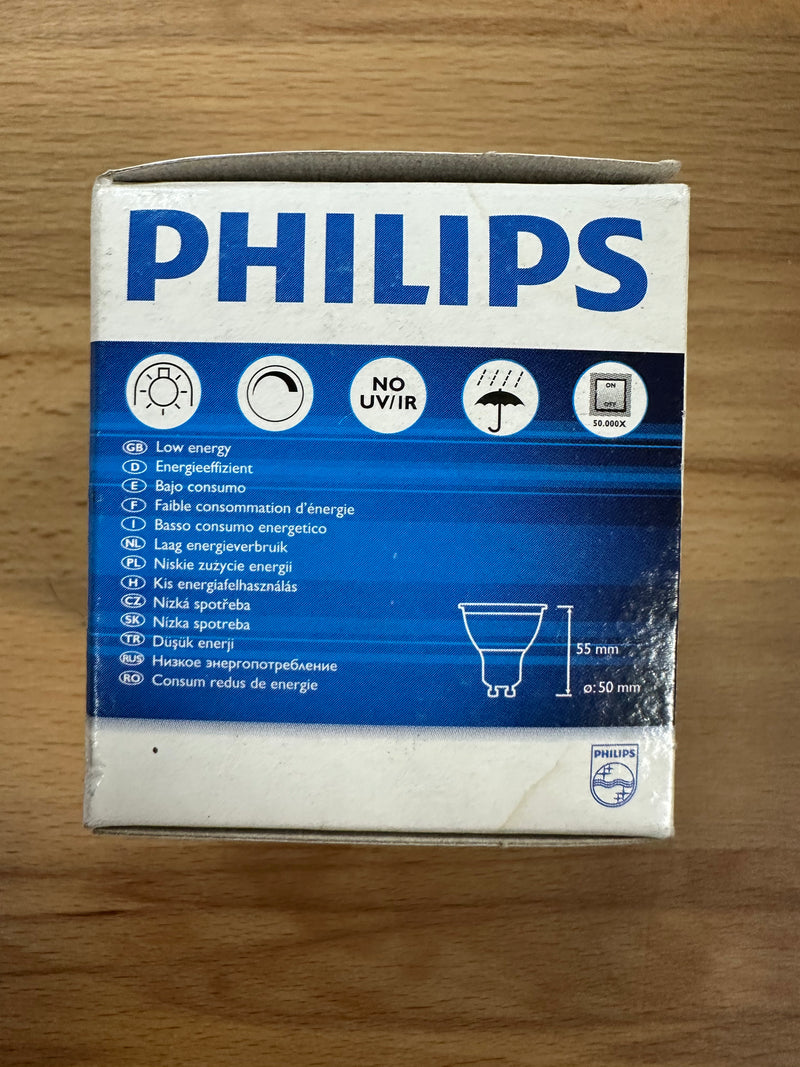 PHILIPS
NO
UV/IR
ON
OFF
50.000X
GB Low energy
D Energieeffizient
E Bajo consumo
F Faible consommation d'énergie
I Basso consumo energetico
NL Laag energieverbruik
PL Niskie zużycie energii
H Kis energiafelhasználás
CZ Nízká spotřeba
SK Nízka spotreba
TR Düşük enerji
RUS Низкое энергопотребление
RO Consum redus de energie
55 mm
ø: 50 mm
PHILIPS